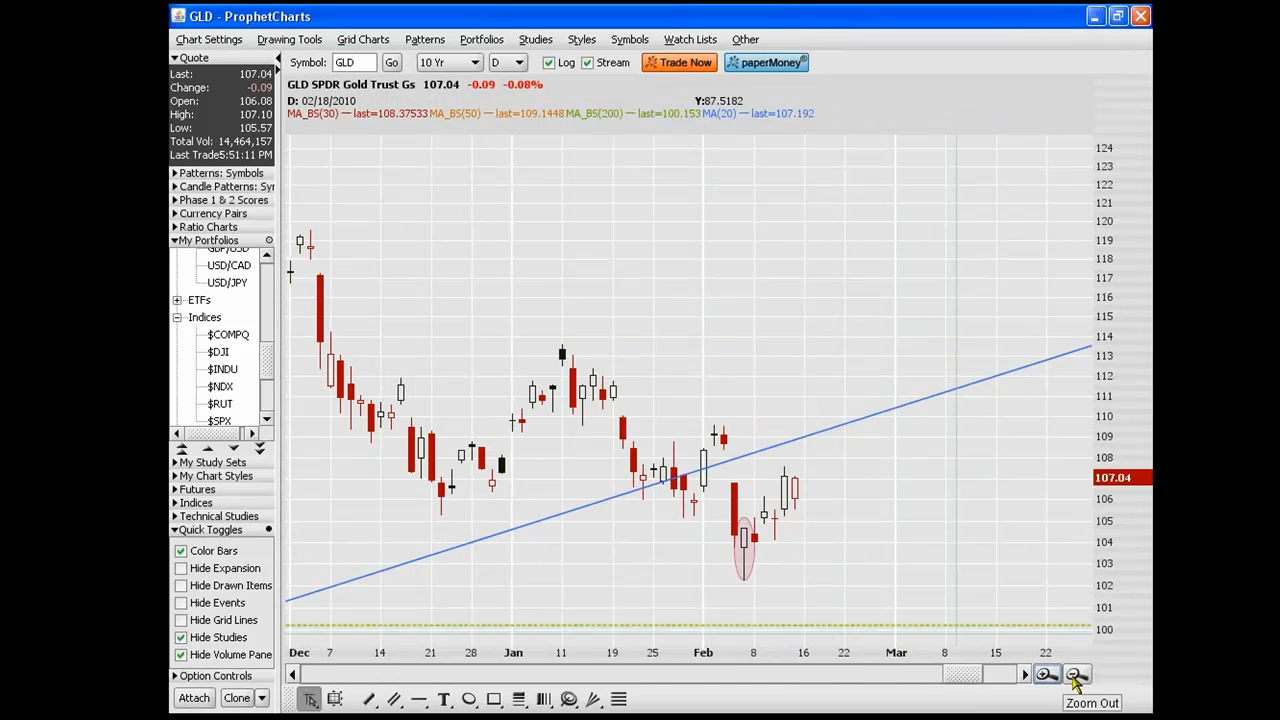 GLD - ProphetCharts
Chart Settings Drawing Tools Grid Charts Patterns Portfolios Studies Styles Symbols Watch Lists Other
Quote
Symbol: GLD Go 10 Yr D Log Stream Trade Now paperMoney®
Last: 107.04
Change: -0.09
Open: 106.08
High: 107.10
Low: 105.57
Total Vol: 14,464,157
Last Trade5:51:11 PM
GLD SPDR Gold Trust Gs 107.04 -0.09 -0.08%
D: 02/18/2010 Y:87.5182
MA_BS(30) — last=108.37533 MA_BS(50) — last=109.1448 MA_BS(200) — last=100.153 MA(20) — last=107.192
Patterns: Symbols
Candle Patterns: Syr
Phase 1 & 2 Scores
Currency Pairs
Ratio Charts
My Portfolios
GBP/USD
USD/CAD
USD/JPY
ETFs
Indices
$COMPQ
$DJI
$INDU
$NDX
$RUT
$SPX
My Study Sets
My Chart Styles
Futures
Indices
Technical Studies
Quick Toggles
Color Bars
Hide Expansion
Hide Drawn Items
Hide Events
Hide Grid Lines
Hide Studies
Hide Volume Pane
Option Controls
Attach Clone
124
123
122
121
120
119
118
117
116
115
114
113
112
111
110
109
108
107.04
106
105
104
103
102
101
100
Dec 7 14 21 28 Jan 11 19 25 Feb 8 16 22 Mar 8 15 22
T
Zoom Out